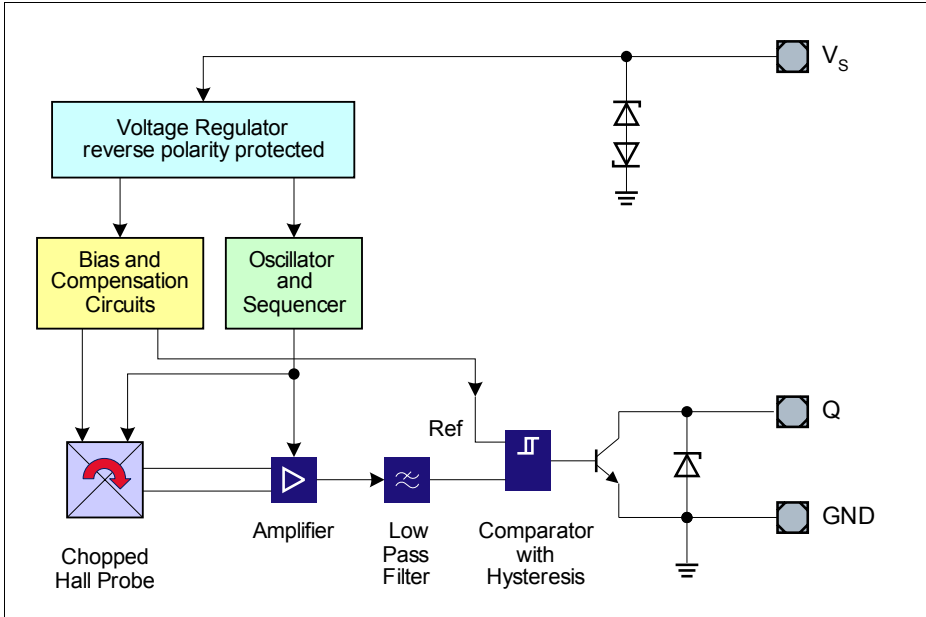 V_S
Voltage Regulator
reverse polarity protected
Bias and
Compensation
Circuits
Oscillator
and
Sequencer
Ref
Q
GND
Amplifier
Low
Pass
Filter
Comparator
with
Hysteresis
Chopped
Hall Probe